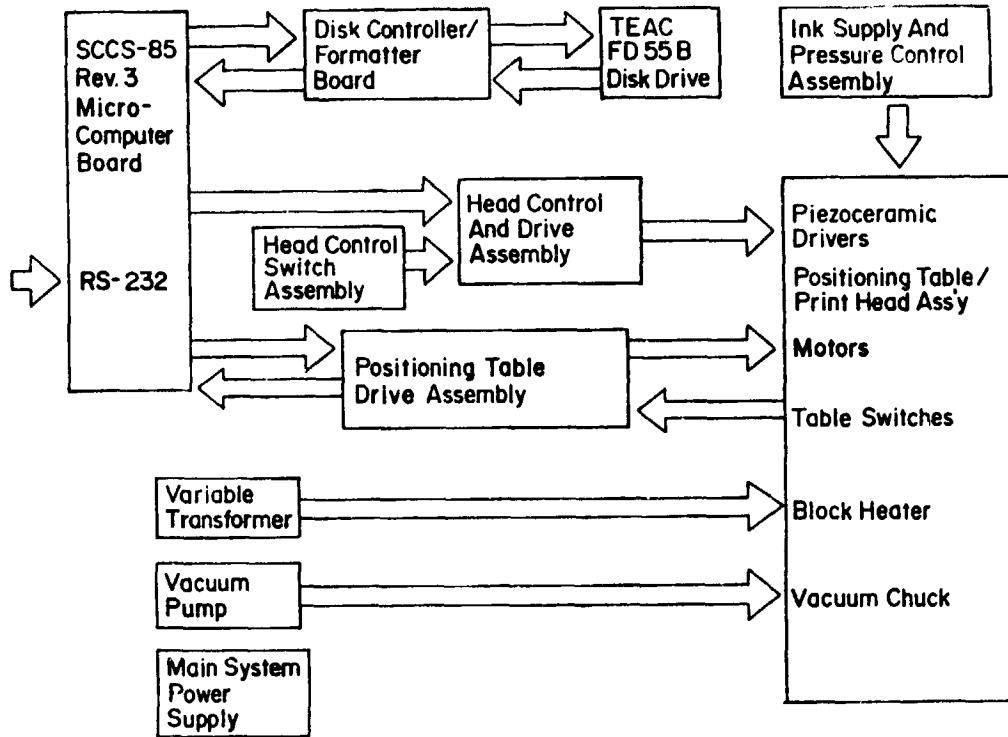 SCCS-85
Rev. 3
Micro-
Computer
Board
RS-232
Disk Controller/
Formatter
Board
TEAC
FD 55 B
Disk Drive
Ink Supply And
Pressure Control
Assembly
Head Control
And Drive
Assembly
Head Control
Switch
Assembly
Positioning Table
Drive Assembly
Piezoceramic
Drivers
Positioning Table/
Print Head Ass'y
Motors
Table Switches
Block Heater
Vacuum Chuck
Variable
Transformer
Vacuum
Pump
Main System
Power
Supply